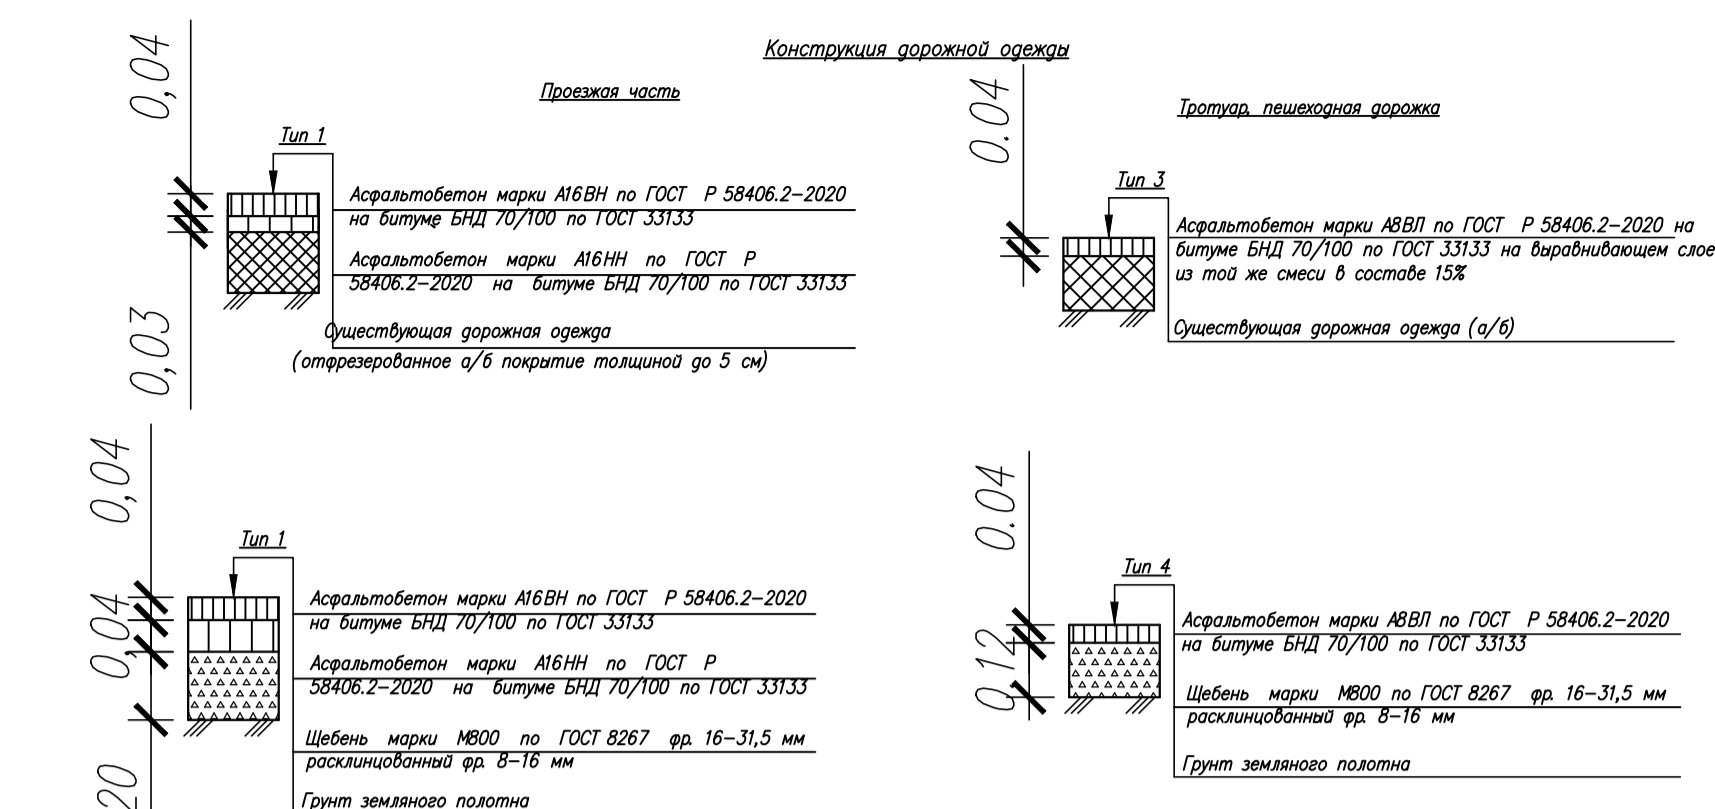 Конструкция дорожной одежды
Проезжая часть
0,04
0,03
Тип 1
Асфальтобетон марки А16ВН по ГОСТ Р 58406.2-2020
на битуме БНД 70/100 по ГОСТ 33133
Асфальтобетон марки А16НН по ГОСТ Р
58406.2-2020 на битуме БНД 70/100 по ГОСТ 33133
Существующая дорожная одежда
(отфрезерованное а/б покрытие толщиной до 5 см)
Тротуар, пешеходная дорожка
0.04
Тип 3
Асфальтобетон марки А8ВЛ по ГОСТ Р 58406.2-2020 на
битуме БНД 70/100 по ГОСТ 33133 на выравнивающем слое
из той же смеси в составе 15%
Существующая дорожная одежда (а/б)
0,04
0,04
20
Тип 1
Асфальтобетон марки А16ВН по ГОСТ Р 58406.2-2020
на битуме БНД 70/100 по ГОСТ 33133
Асфальтобетон марки А16НН по ГОСТ Р
58406.2-2020 на битуме БНД 70/100 по ГОСТ 33133
Щебень марки М800 по ГОСТ 8267 фр. 16-31,5 мм
расклинцованный фр. 8-16 мм
Грунт земляного полотна
0.04
0.12
Тип 4
Асфальтобетон марки А8ВЛ по ГОСТ Р 58406.2-2020
на битуме БНД 70/100 по ГОСТ 33133
Щебень марки М800 по ГОСТ 8267 фр. 16-31,5 мм
расклинцованный фр. 8-16 мм
Грунт земляного полотна